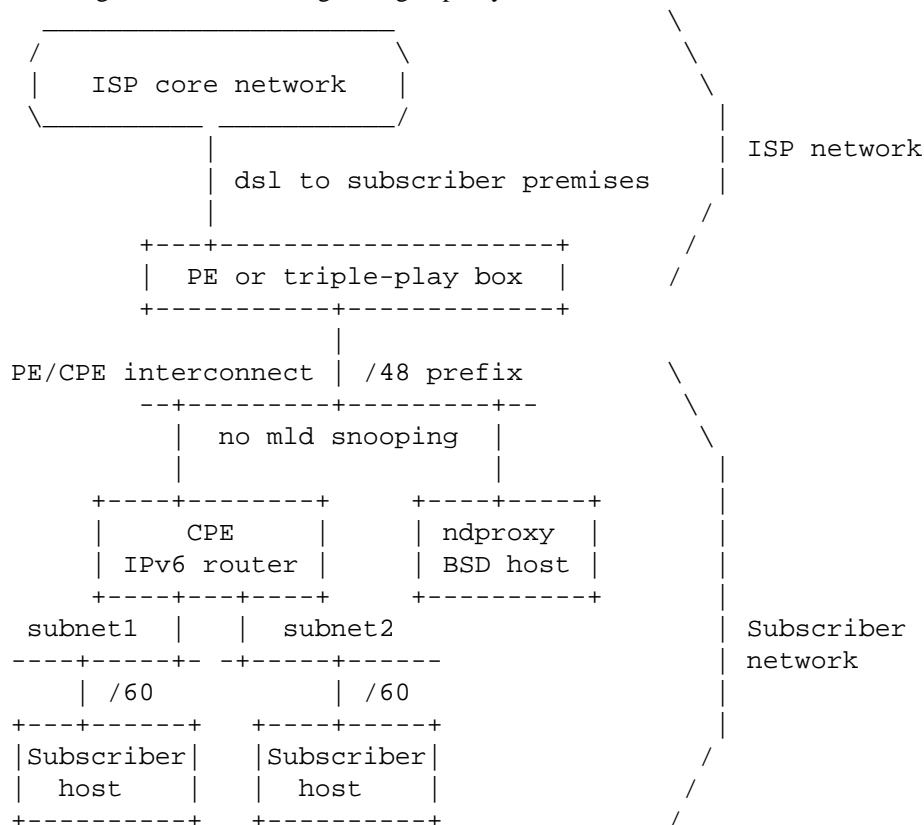 ISP core network
ISP network
dsl to subscriber premises
PE or triple-play box
PE/CPE interconnect | /48 prefix
no mld snooping
CPE ndproxy
IPv6 router BSD host
subnet1 subnet2
Subscriber
network
/60 /60
Subscriber Subscriber
host host